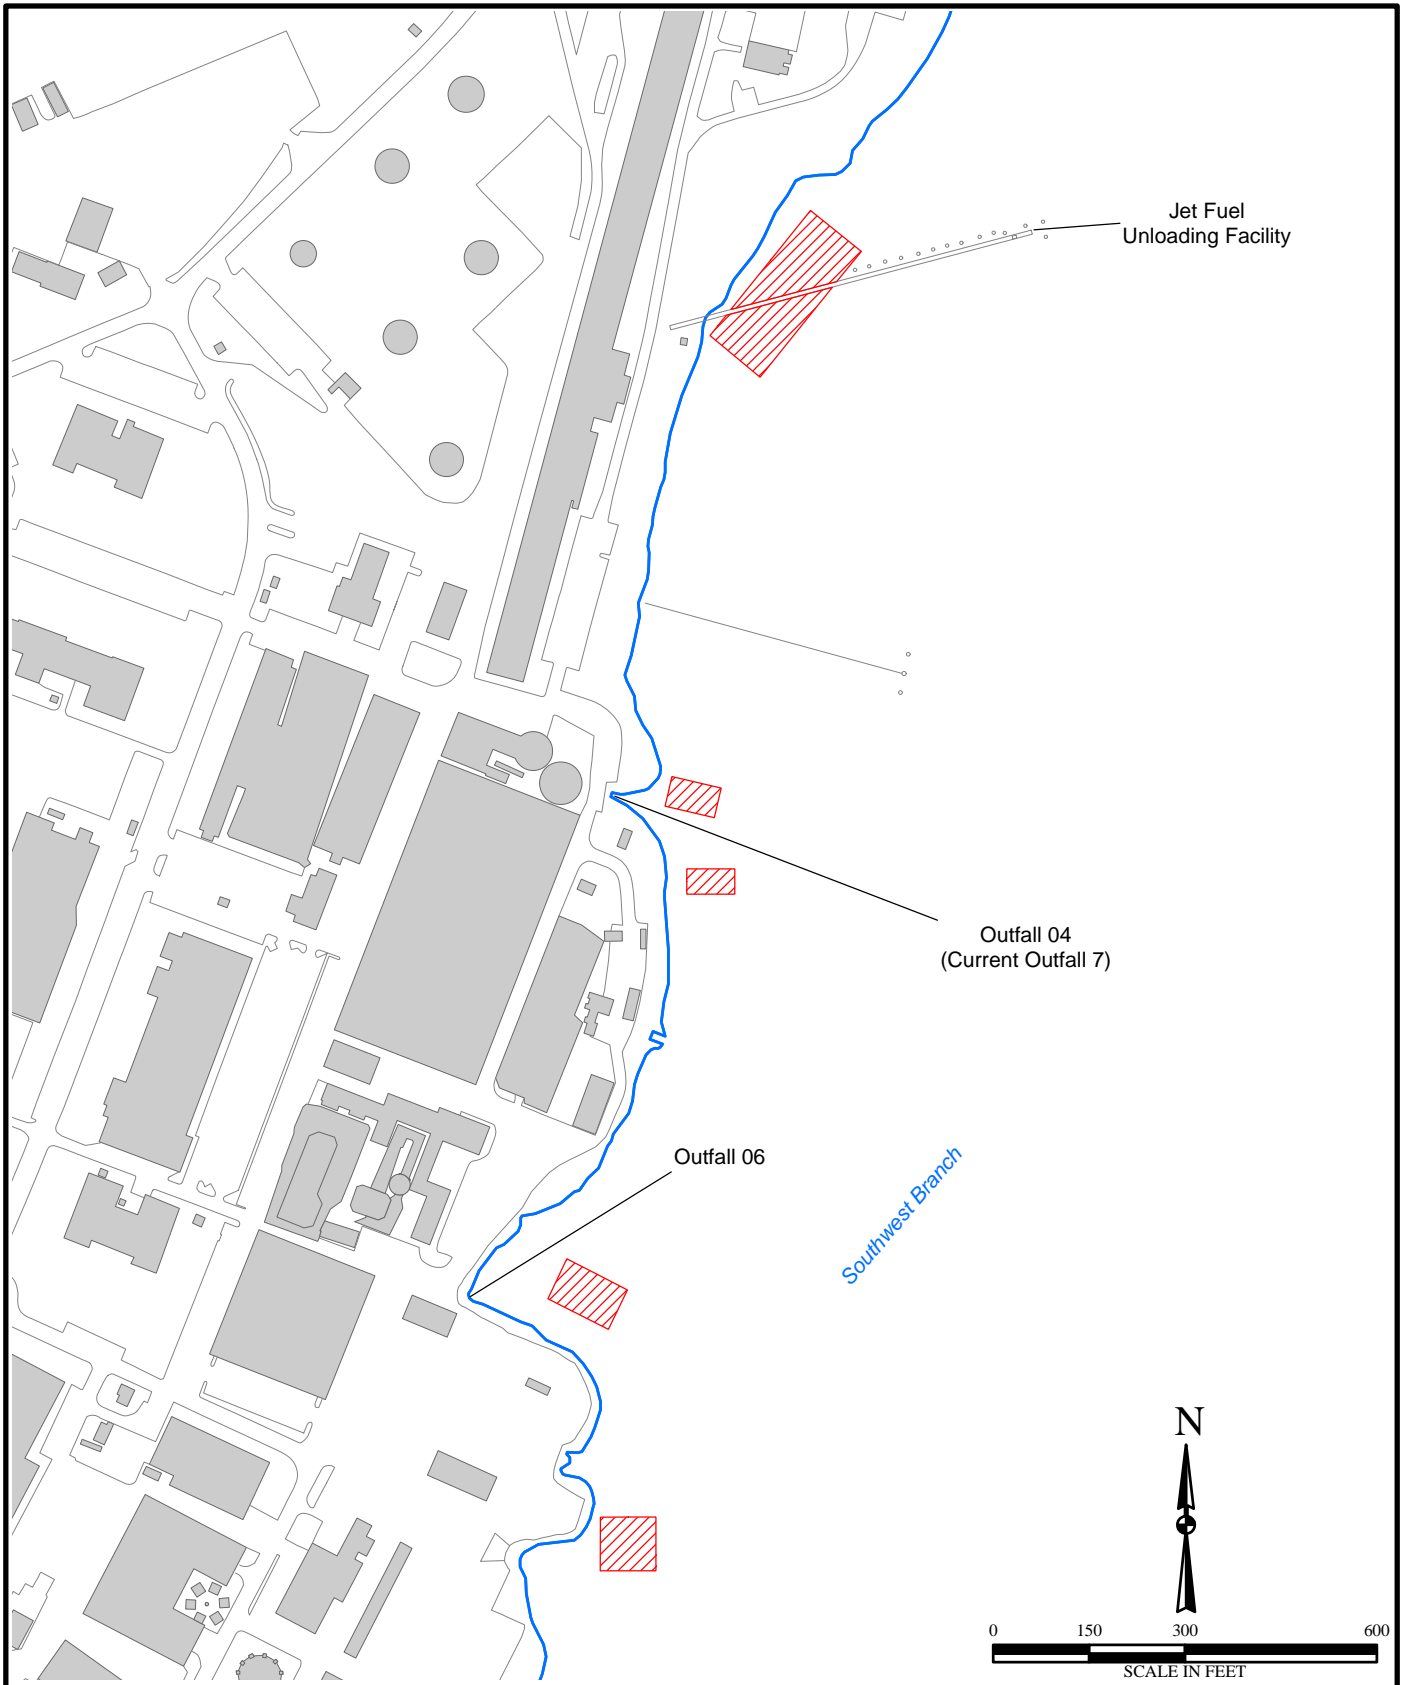 Jet Fuel
Unloading Facility
Outfall 04
(Current Outfall 7)
Outfall 06
Southwest Branch
N
0 150 300 600
SCALE IN FEET